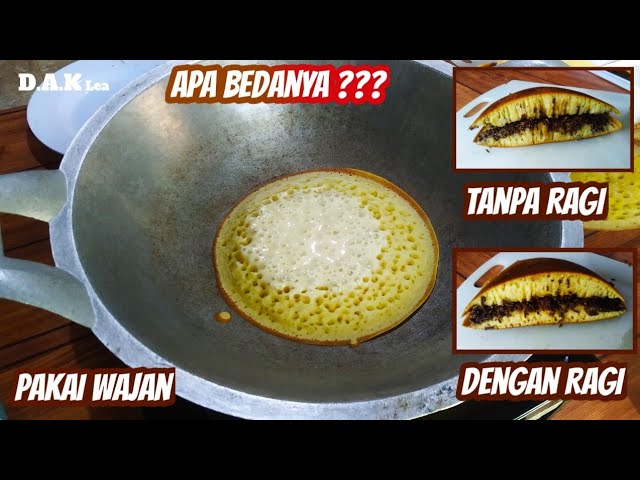 D.A.K Lea
APA BEDANYA ???
TANPA RAGI
PAKAI WAJAN
DENGAN RAGI